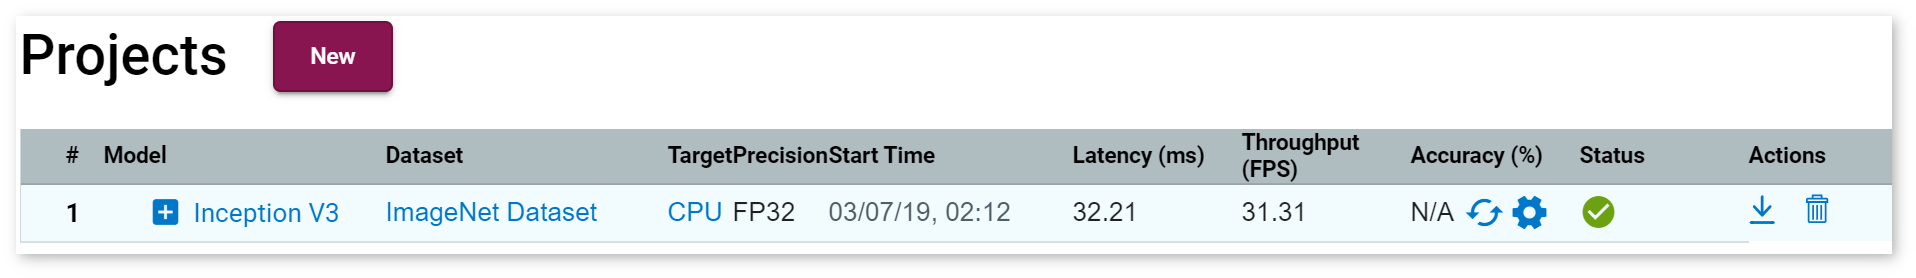 Projects New
# Model Dataset Target Precision Start Time Latency (ms) Throughput (FPS) Accuracy (%) Status Actions
1 Inception V3 ImageNet Dataset CPU FP32 03/07/19, 02:12 32.21 31.31 N/A